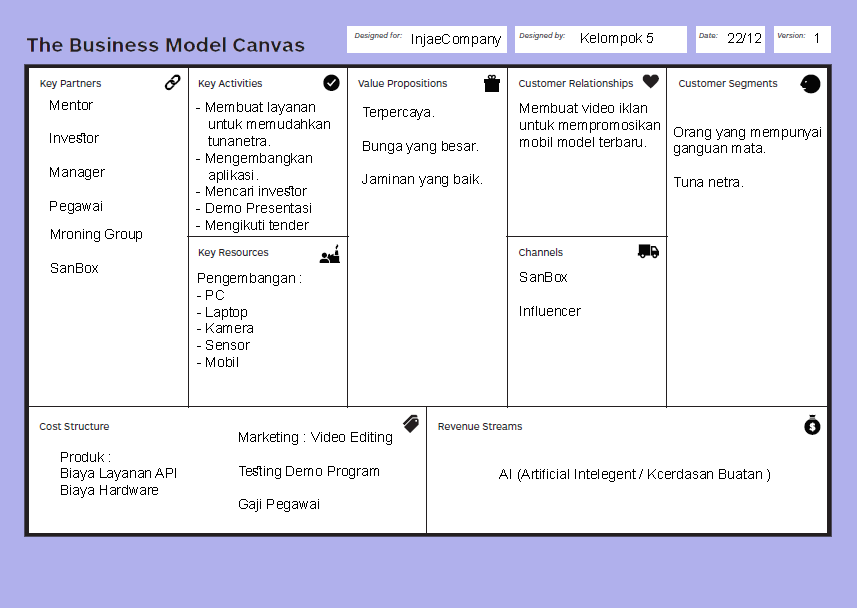 The Business Model Canvas
Designed for: InjaeCompany
Designed by: Kelompok 5
Date: 22/12
Version: 1
Key Partners
Mentor
Investor
Manager
Pegawai
Mroning Group
SanBox
Key Activities
- Membuat layanan
untuk memudahkan
tunanetra.
- Mengembangkan
aplikasi.
- Mencari investor
- Demo Presentasi
- Mengikuti tender
Key Resources
Pengembangan :
- PC
- Laptop
- Kamera
- Sensor
- Mobil
Value Propositions
Terpercaya.
Bunga yang besar.
Jaminan yang baik.
Customer Relationships
Membuat video iklan
untuk mempromosikan
mobil model terbaru.
Channels
SanBox
Influencer
Customer Segments
Orang yang mempunyai
ganguan mata.
Tuna netra.
Cost Structure
Produk :
Biaya Layanan API
Biaya Hardware
Marketing : Video Editing
Testing Demo Program
Gaji Pegawai
Revenue Streams
AI (Artificial Intelegent / Kcerdasan Buatan )